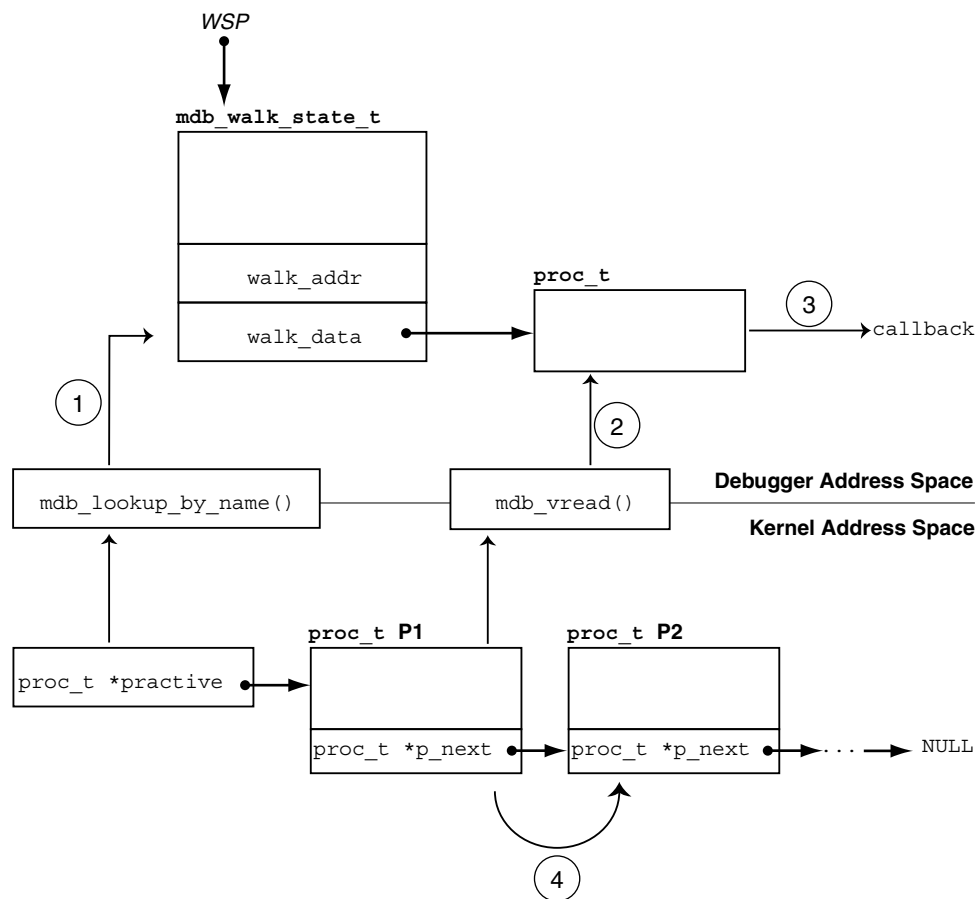 WSP
mdb_walk_state_t
walk_addr
proc_t
walk_data
3
callback
1
2
mdb_lookup_by_name()
mdb_vread()
Debugger Address Space
Kernel Address Space
proc_t P1
proc_t P2
proc_t *practive
proc_t *p_next
proc_t *p_next
...
NULL
4